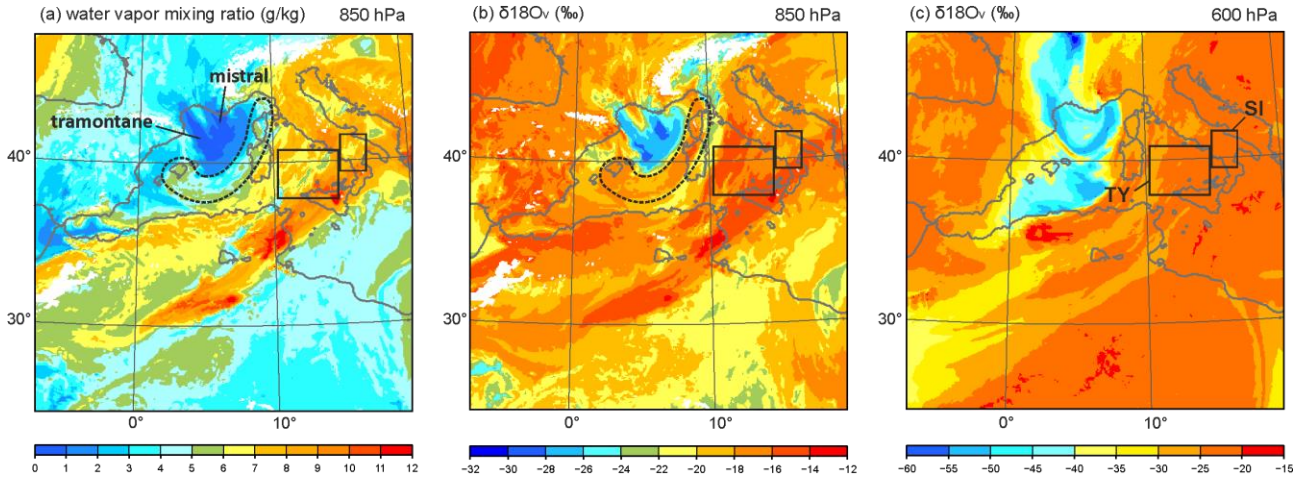 (a) water vapor mixing ratio (g/kg) 850 hPa
mistral
tramontane
40°
30°
0° 10°
0 1 2 3 4 5 6 7 8 9 10 11 12
(b) δ18Ov (‰) 850 hPa
0° 10°
−32 −30 −28 −26 −24 −22 −20 −18 −16 −14 −12
(c) δ18Ov (‰) 600 hPa
SI
TY
40°
30°
0° 10°
−60 −55 −50 −45 −40 −35 −30 −25 −20 −15